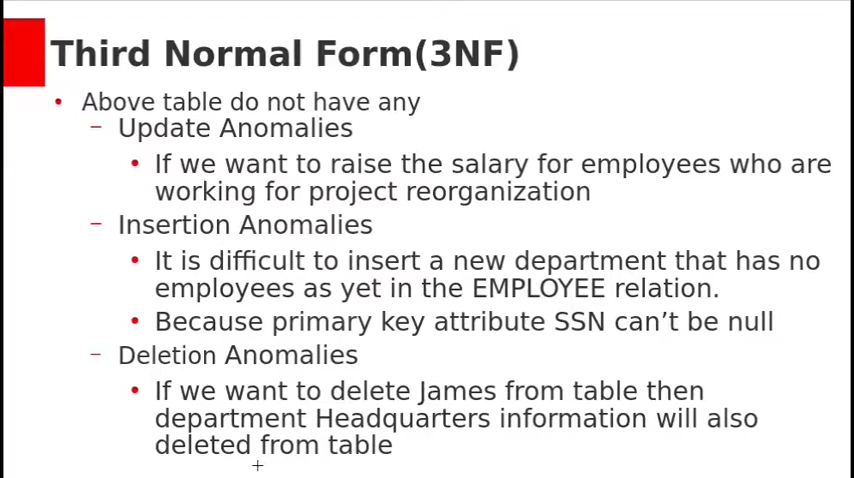 Third Normal Form(3NF)
• Above table do not have any
– Update Anomalies
• If we want to raise the salary for employees who are
working for project reorganization
– Insertion Anomalies
• It is difficult to insert a new department that has no
employees as yet in the EMPLOYEE relation.
• Because primary key attribute SSN can’t be null
– Deletion Anomalies
• If we want to delete James from table then
department Headquarters information will also
deleted from table